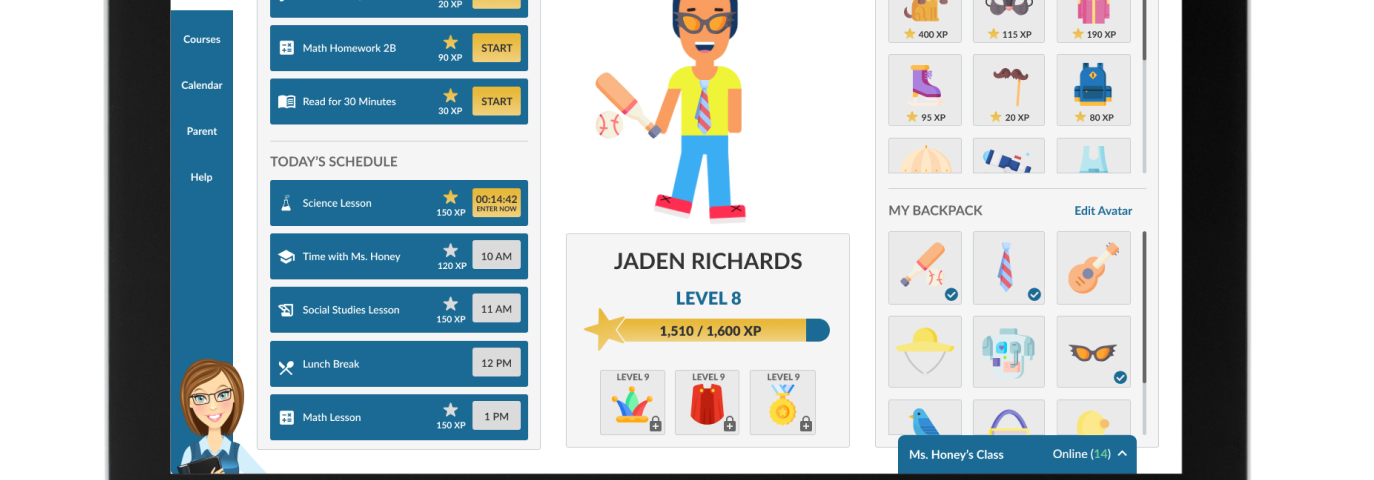 Courses
Calendar
Parent
Help
20 XP
Math Homework 2B
90 XP
START
Read for 30 Minutes
30 XP
START
TODAY'S SCHEDULE
Science Lesson
150 XP
00:14:42
ENTER NOW
Time with Ms. Honey
120 XP
10 AM
Social Studies Lesson
150 XP
11 AM
Lunch Break
12 PM
Math Lesson
150 XP
1 PM
JADEN RICHARDS
LEVEL 8
1,510 / 1,600 XP
LEVEL 9
LEVEL 9
LEVEL 9
400 XP
115 XP
190 XP
95 XP
20 XP
80 XP
MY BACKPACK
Edit Avatar
Ms. Honey's Class
Online (14)